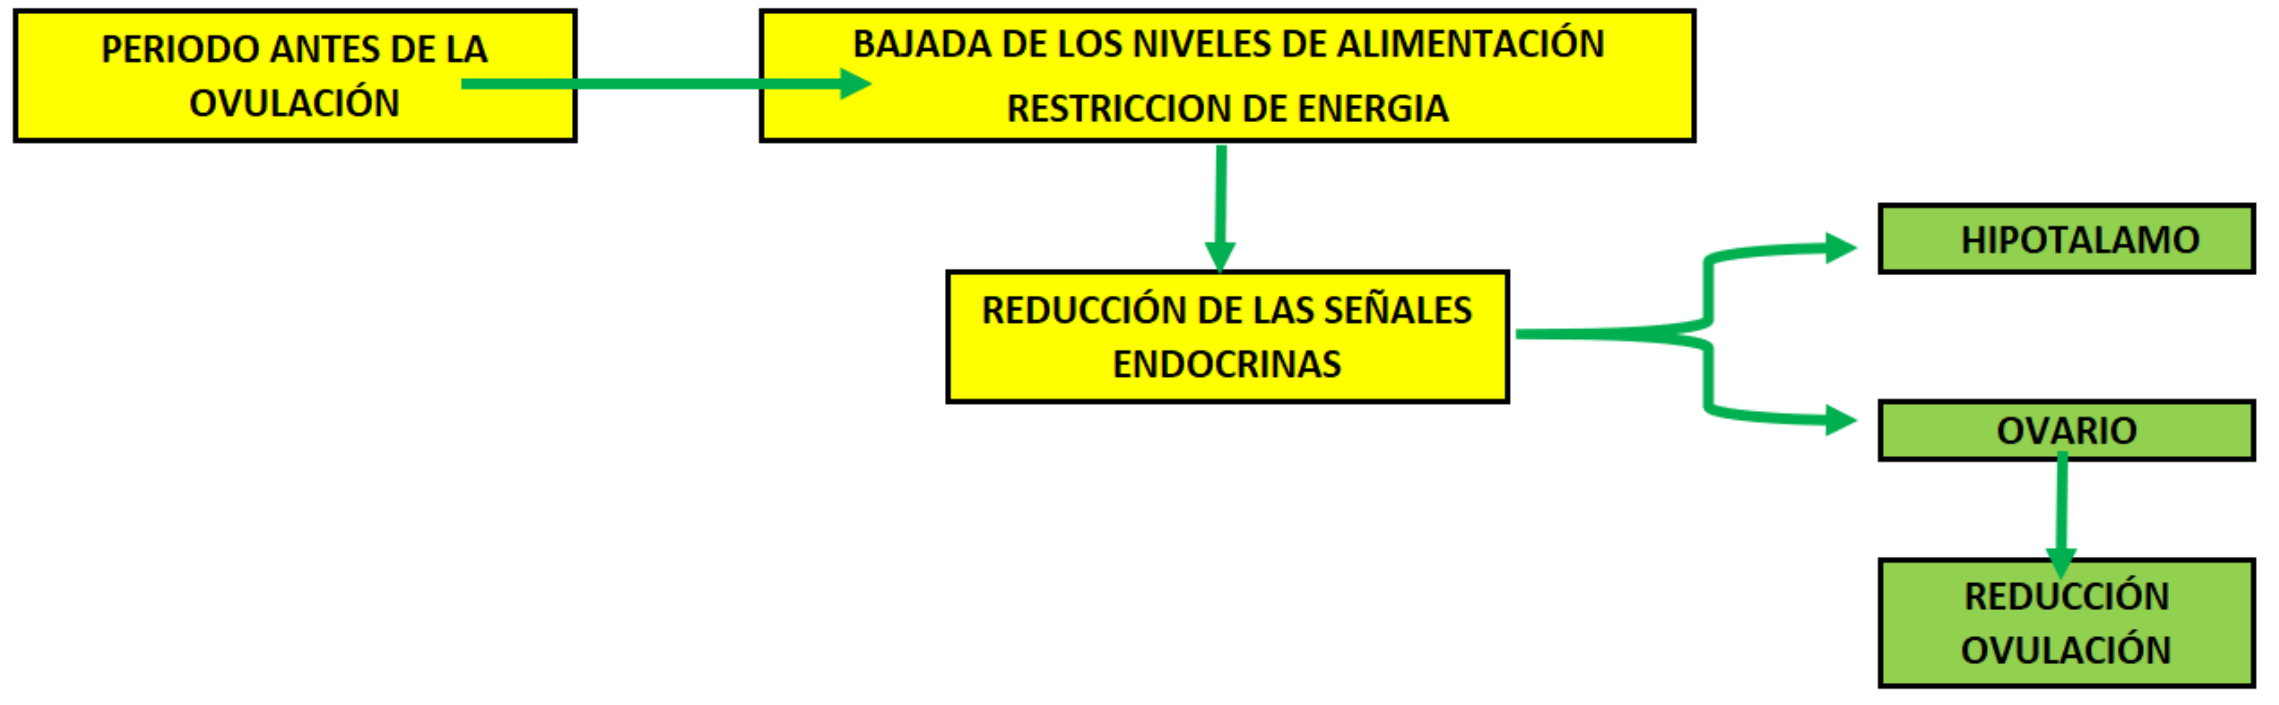 PERIODO ANTES DE LA
OVULACIÓN
BAJADA DE LOS NIVELES DE ALIMENTACIÓN
RESTRICCION DE ENERGIA
REDUCCIÓN DE LAS SEÑALES
ENDOCRINAS
HIPOTALAMO
OVARIO
REDUCCIÓN
OVULACIÓN